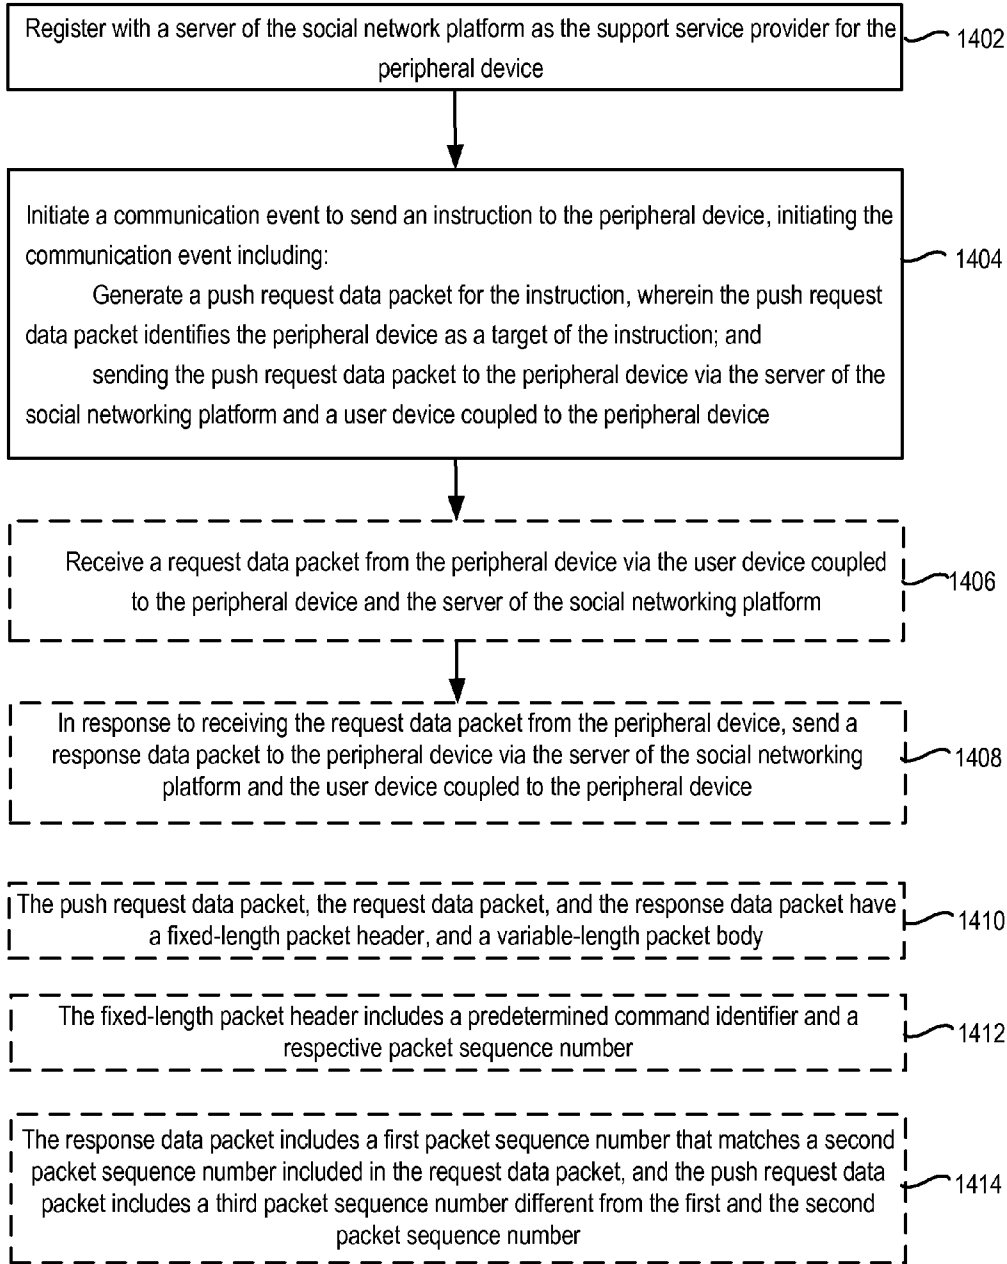 Register with a server of the social network platform as the support service provider for the
peripheral device
1402
Initiate a communication event to send an instruction to the peripheral device, initiating the
communication event including:
Generate a push request data packet for the instruction, wherein the push request
data packet identifies the peripheral device as a target of the instruction; and
sending the push request data packet to the peripheral device via the server of the
social networking platform and a user device coupled to the peripheral device
1404
Receive a request data packet from the peripheral device via the user device coupled
to the peripheral device and the server of the social networking platform
1406
In response to receiving the request data packet from the peripheral device, send a
response data packet to the peripheral device via the server of the social networking
platform and the user device coupled to the peripheral device
1408
The push request data packet, the request data packet, and the response data packet have
a fixed-length packet header, and a variable-length packet body
1410
The fixed-length packet header includes a predetermined command identifier and a
respective packet sequence number
1412
The response data packet includes a first packet sequence number that matches a second
packet sequence number included in the request data packet, and the push request data
packet includes a third packet sequence number different from the first and the second
packet sequence number
1414